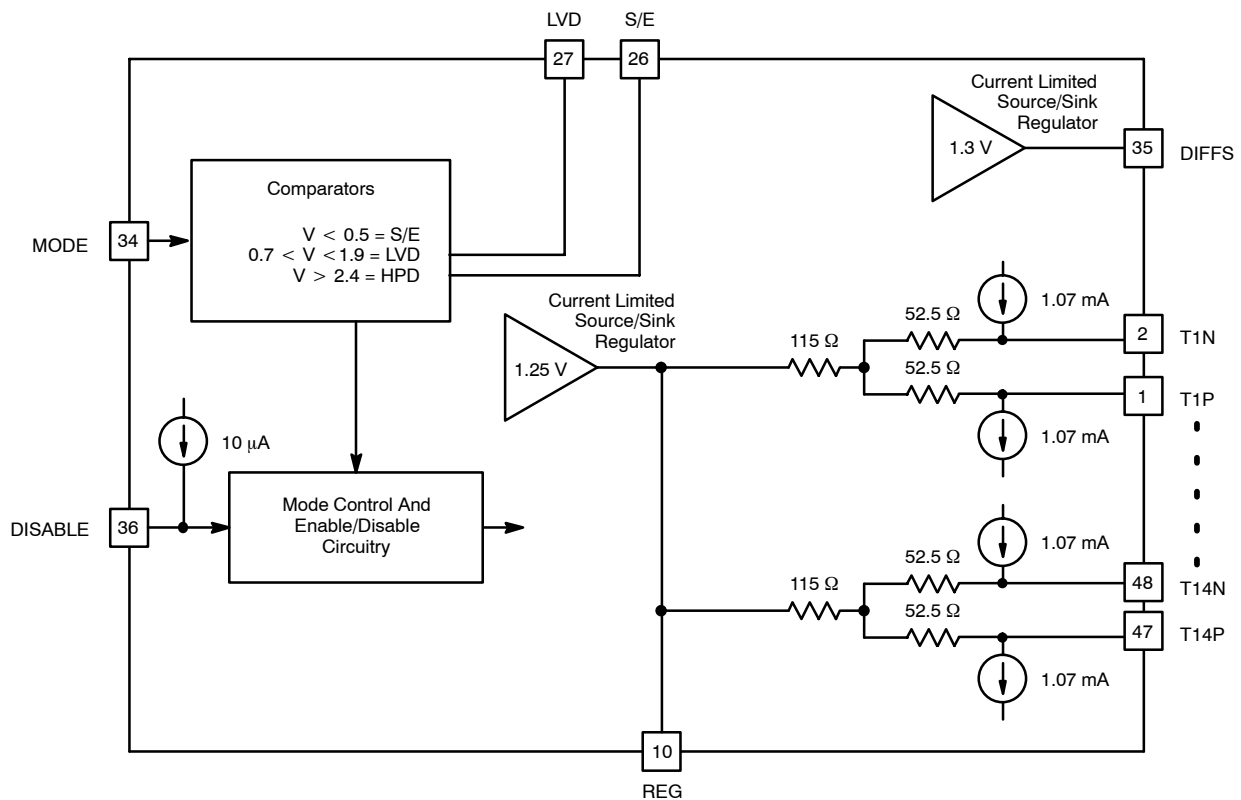 LVD
S/E
27
26
Current Limited
Source/Sink
Regulator
1.3 V
35
DIFFS
Comparators
V < 0.5 = S/E
0.7 < V <1.9 = LVD
V > 2.4 = HPD
MODE
34
Current Limited
Source/Sink
Regulator
1.25 V
115 Ω
52.5 Ω
1.07 mA
2
T1N
52.5 Ω
1
T1P
1.07 mA
10 μA
DISABLE
36
Mode Control And
Enable/Disable
Circuitry
115 Ω
52.5 Ω
1.07 mA
48
T14N
52.5 Ω
47
T14P
1.07 mA
10
REG